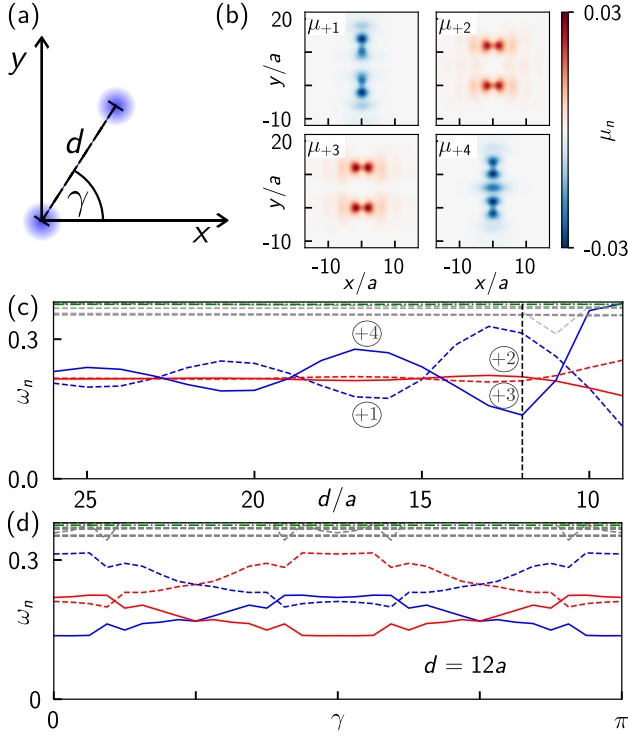 (a)
y
d
γ
x
(b)
20
y/a
-10
μ+1
μ+2
20
y/a
-10
μ+3
μ+4
-10 10
x/a
-10 10
x/a
0.03
μn
-0.03
(c)
0.3
ωn
0.0
+4
+1
+2
+3
25 20 d/a 15 10
(d)
0.3
ωn
0
d = 12a
0 γ π